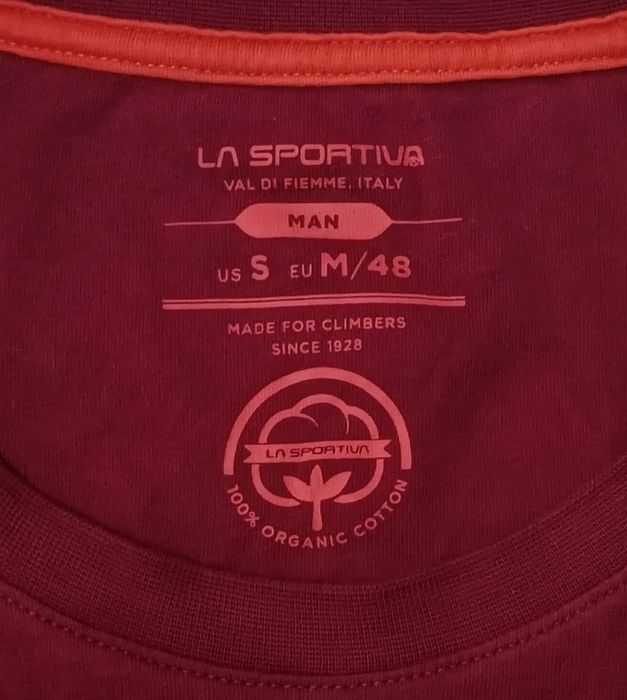 LA SPORTIVA
VAL DI FIEMME, ITALY
MAN
US S EU M/48
MADE FOR CLIMBERS
SINCE 1928
LA SPORTIVA
100% ORGANIC COTTON